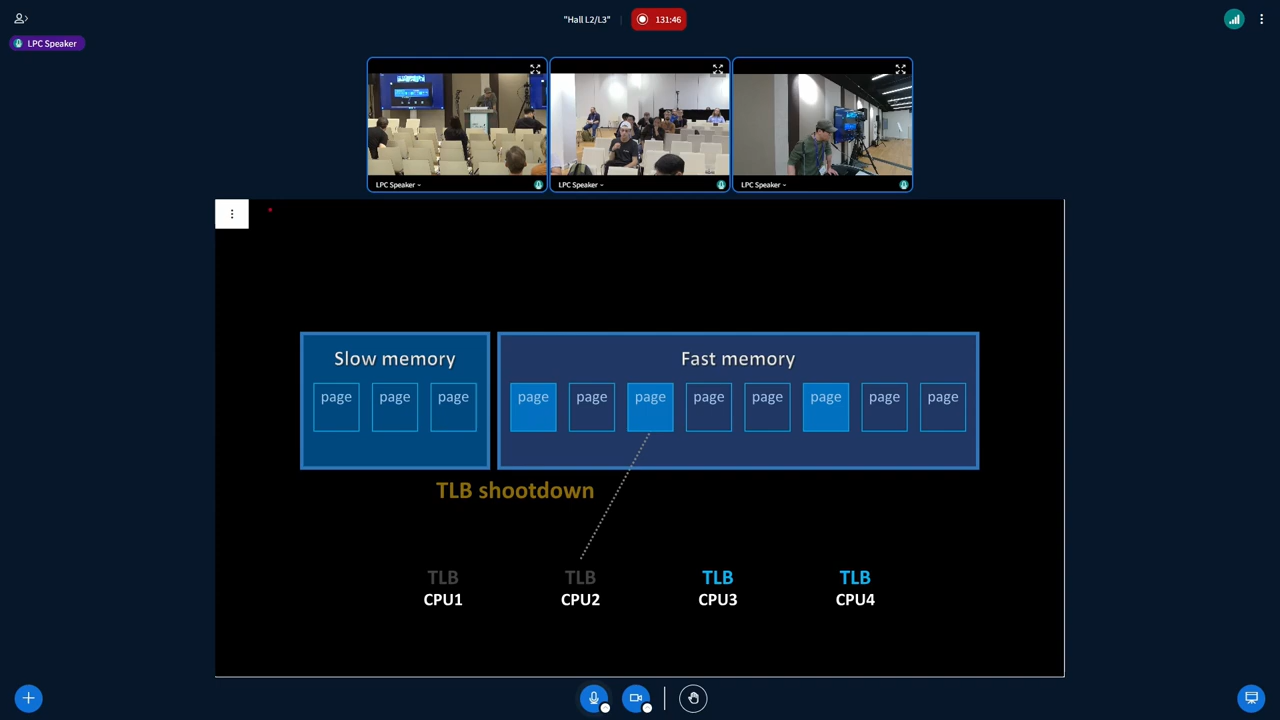 "Hall L2/L3"
131:46
LPC Speaker
LPC Speaker
LPC Speaker
LPC Speaker
Slow memory
Fast memory
page page page page page page page page page page page
TLB shootdown
TLB TLB TLB TLB
CPU1 CPU2 CPU3 CPU4